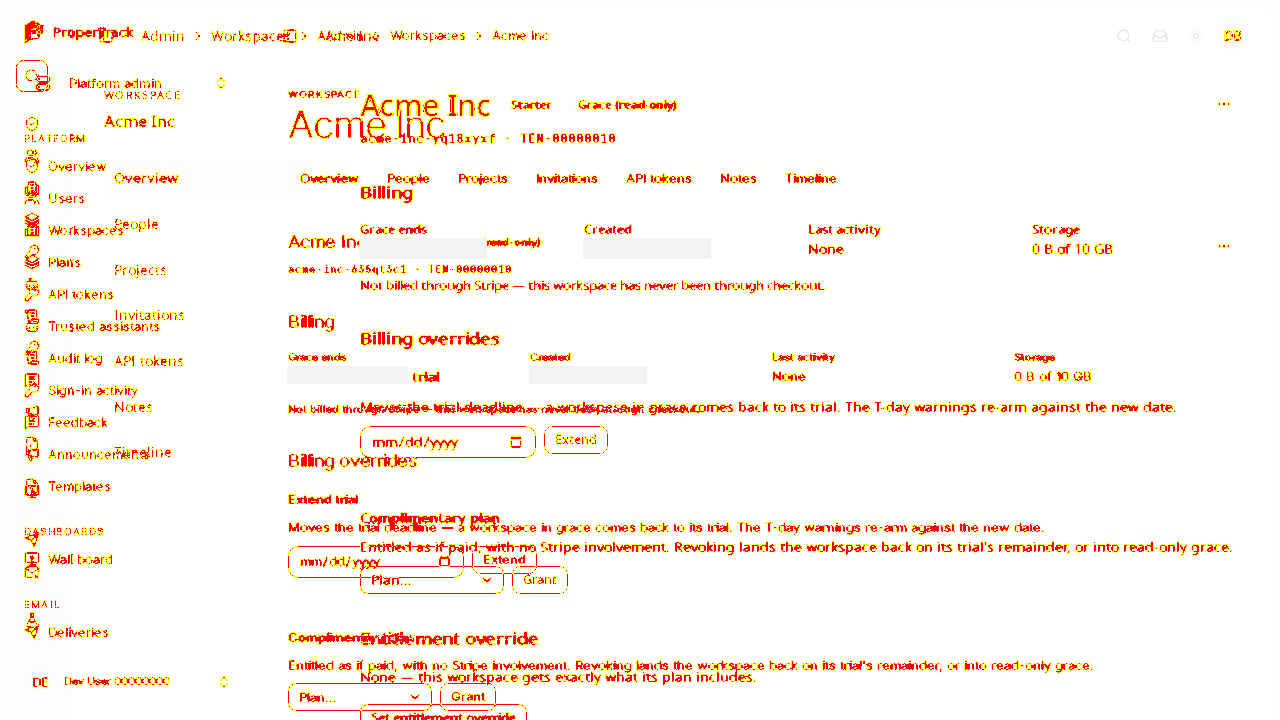 PropertyTrack
Admin > Workspaces > Acme Inc
Admin > Workspaces > Acme Inc
Platform admin
WORKSPACE
Acme Inc
WORKSPACE
Acme Inc
Acme Inc Starter Grace (read-only)
acme-inc-yq18xyxf · TEN-00000010
PLATFORM
Overview
Users
Workspaces
Plans
API tokens
Trusted assistants
Audit log
Sign-in activity
Feedback
Announcements
Templates
DASHBOARDS
Wall board
EMAIL
Deliveries
DE Dev User 00000000
Overview
People
Projects
Invitations
API tokens
Notes
Timeline
Overview People Projects Invitations API tokens Notes Timeline
Billing
Grace ends Created Last activity Storage
None 0 B of 10 GB
Acme Inc (read-only)
acme-inc-635qt3c1 · TEN-00000010
Not billed through Stripe — this workspace has never been through checkout.
Billing
Billing overrides
Grace ends Created Last activity Storage
trial None 0 B of 10 GB
Moves the trial deadline — a workspace in grace comes back to its trial. The T-day warnings re-arm against the new date.
mm/dd/yyyy Extend
Billing overrides
Extend trial
Complimentary plan
Moves the trial deadline — a workspace in grace comes back to its trial. The T-day warnings re-arm against the new date.
Entitled as if paid, with no Stripe involvement. Revoking lands the workspace back on its trial's remainder, or into read-only grace.
mm/dd/yyyy Extend
Plan... Grant
Entitlement override
Entitled as if paid, with no Stripe involvement. Revoking lands the workspace back on its trial's remainder, or into read-only grace.
None — this workspace gets exactly what its plan includes.
Plan... Grant
Set entitlement override